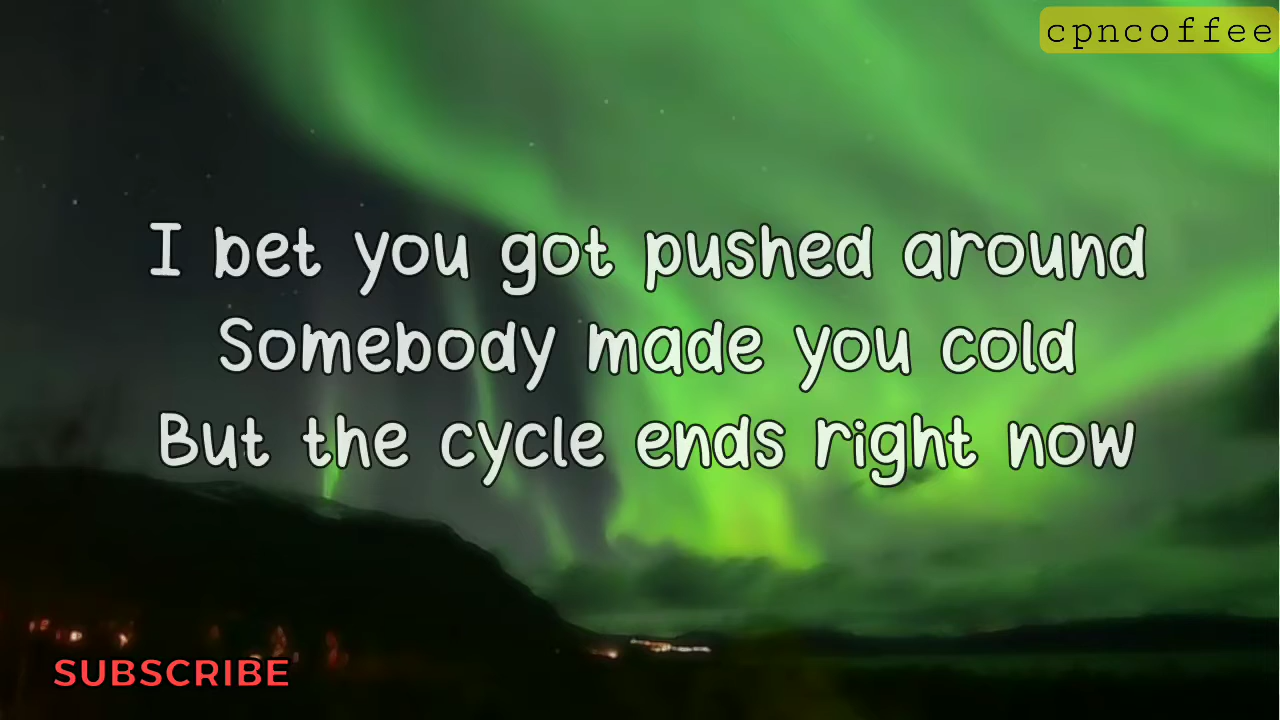 cpncoffee
I bet you got pushed around
Somebody made you cold
But the cycle ends right now
SUBSCRIBE